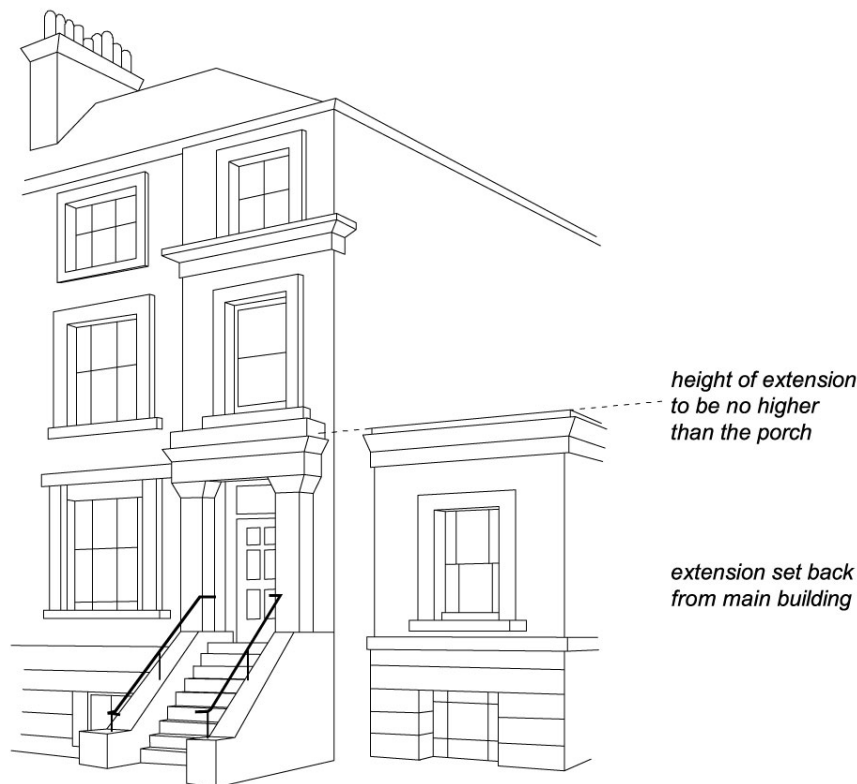 height of extension
to be no higher
than the porch
extension set back
from main building